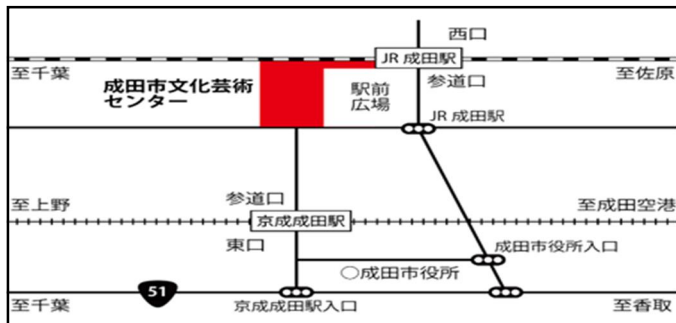 西口
JR 成田駅
至千葉
成田市文化芸術
センター
駅前
広場
参道口
至佐原
JR 成田駅
至上野
参道口
京成成田駅
至成田空港
東口
成田市役所入口
○成田市役所
51
至千葉
京成成田駅入口
至香取